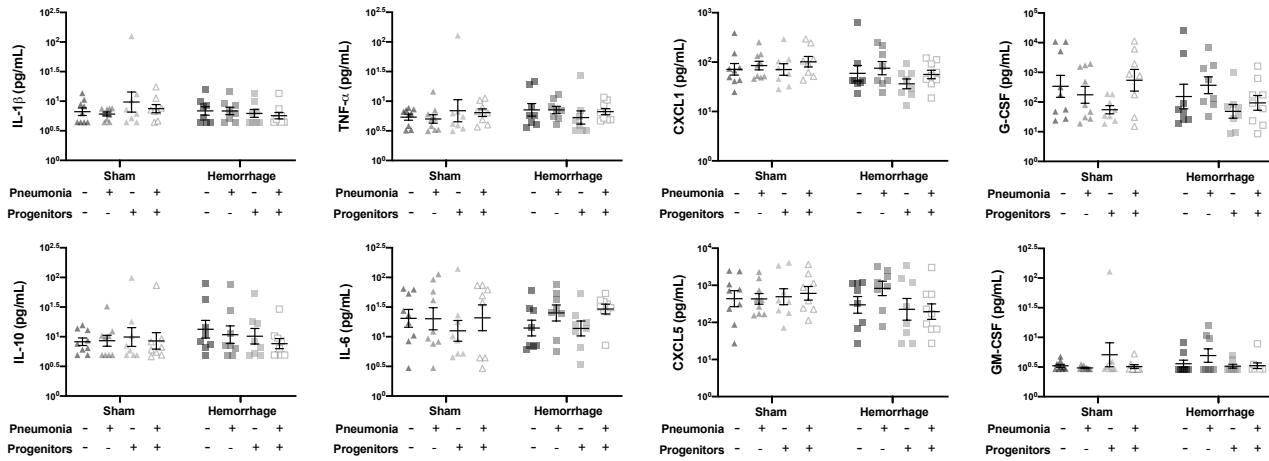 IL-1β (pg/mL)
10^2.5
10^2
10^1.5
10^1
10^0.5
10^0
Sham Hemorrhage
Pneumonia - + - + - + - +
Progenitors - - + + - - + +
TNF-α (pg/mL)
10^2.5
10^2
10^1.5
10^1
10^0.5
10^0
Sham Hemorrhage
Pneumonia - + - + - + - +
Progenitors - - + + - - + +
CXCL1 (pg/mL)
10^3
10^2
10^1
10^0
Sham Hemorrhage
Pneumonia - + - + - + - +
Progenitors - - + + - - + +
G-CSF (pg/mL)
10^5
10^4
10^3
10^2
10^1
10^0
Sham Hemorrhage
Pneumonia - + - + - + - +
Progenitors - - + + - - + +
IL-10 (pg/mL)
10^2.5
10^2
10^1.5
10^1
10^0.5
10^0
Sham Hemorrhage
Pneumonia - + - + - + - +
Progenitors - - + + - - + +
IL-6 (pg/mL)
10^2.5
10^2
10^1.5
10^1
10^0.5
10^0
Sham Hemorrhage
Pneumonia - + - + - + - +
Progenitors - - + + - - + +
CXCL5 (pg/mL)
10^4
10^3
10^2
10^1
10^0
Sham Hemorrhage
Pneumonia - + - + - + - +
Progenitors - - + + - - + +
GM-CSF (pg/mL)
10^2.5
10^2
10^1.5
10^1
10^0.5
10^0
Sham Hemorrhage
Pneumonia - + - + - + - +
Progenitors - - + + - - + +